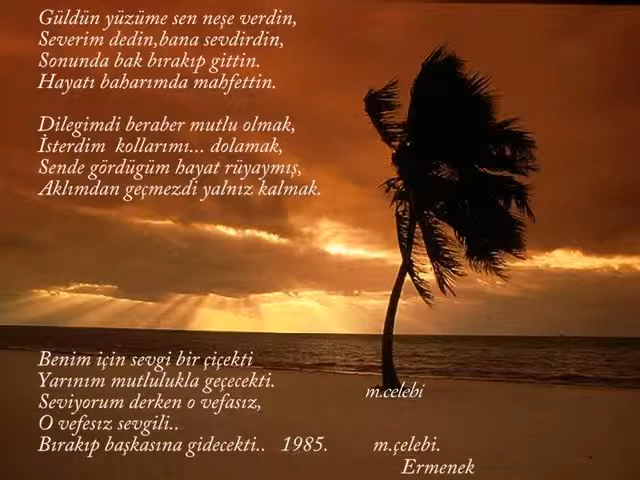 Güldün yüzüme sen neşe verdin,
Severim dedin,bana sevdirdin,
Sonunda bak bırakıp gittin.
Hayatı baharımda mahfettin.
Dilegimdi beraber mutlu olmak,
İsterdim kollarımı... dolamak,
Sende gördügüm hayat rüyaymış,
Aklımdan geçmezdi yalnız kalmak.
Benim için sevgi bir çiçekti
Yarınım mutlulukla geçecekti.
m.celebi
Seviyorum derken o vefasız,
O vefesız sevgili..
Bırakıp başkasına gidecekti.. 1985. m.çelebi.
Ermenek